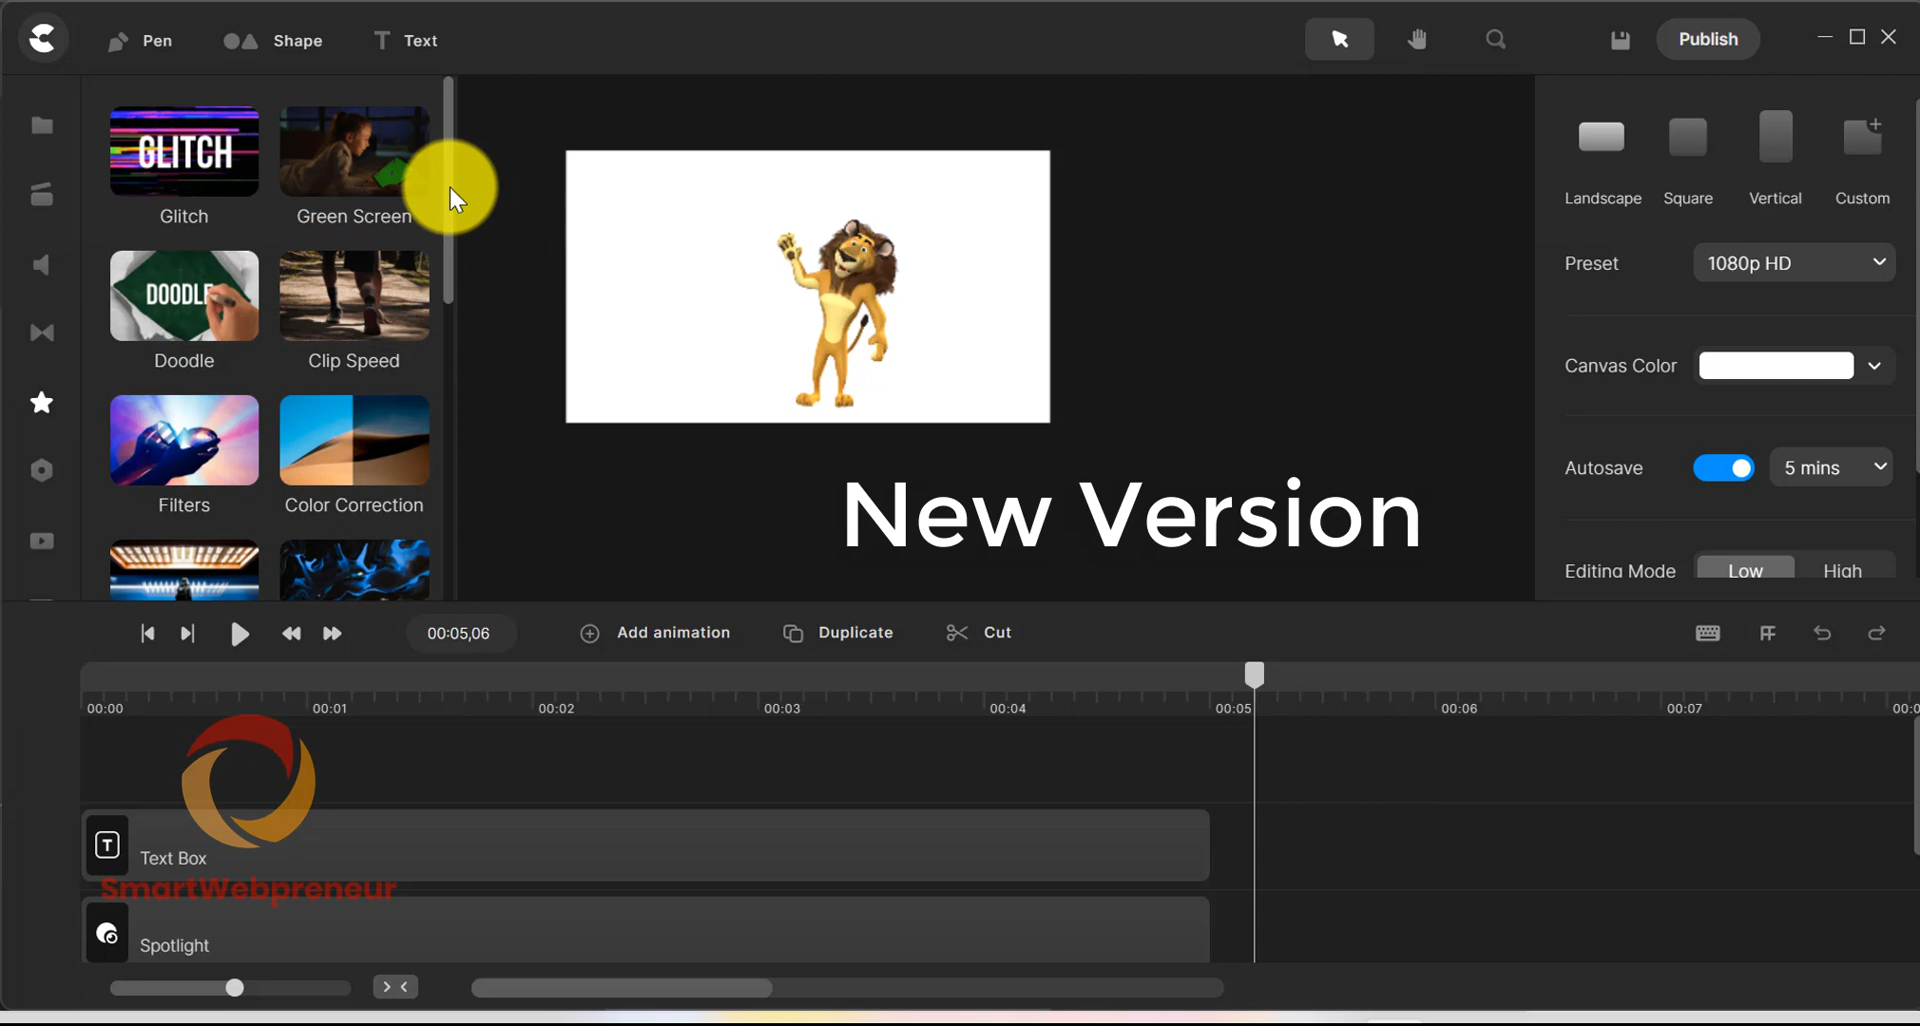 Pen
Shape
Text
Publish
GLITCH
Glitch
Green Screen
DOODLE
Doodle
Clip Speed
Filters
Color Correction
New Version
Landscape
Square
Vertical
Custom
Preset
1080p HD
Canvas Color
Autosave
5 mins
Editing Mode
Low
High
00:05,06
Add animation
Duplicate
Cut
00:00
00:01
00:02
00:03
00:04
00:05
00:06
00:07
00:0
T
Text Box
SmartWebpreneur
Spotlight